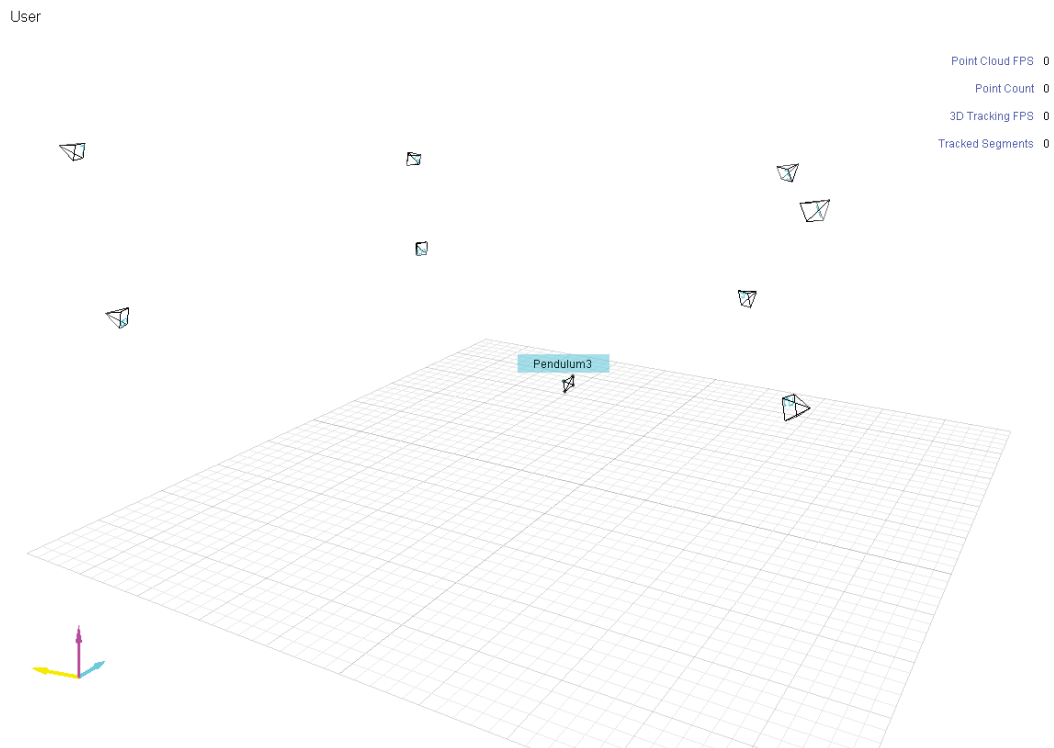 User
Point Cloud FPS 0
Point Count 0
3D Tracking FPS 0
Tracked Segments 0
Pendulum3